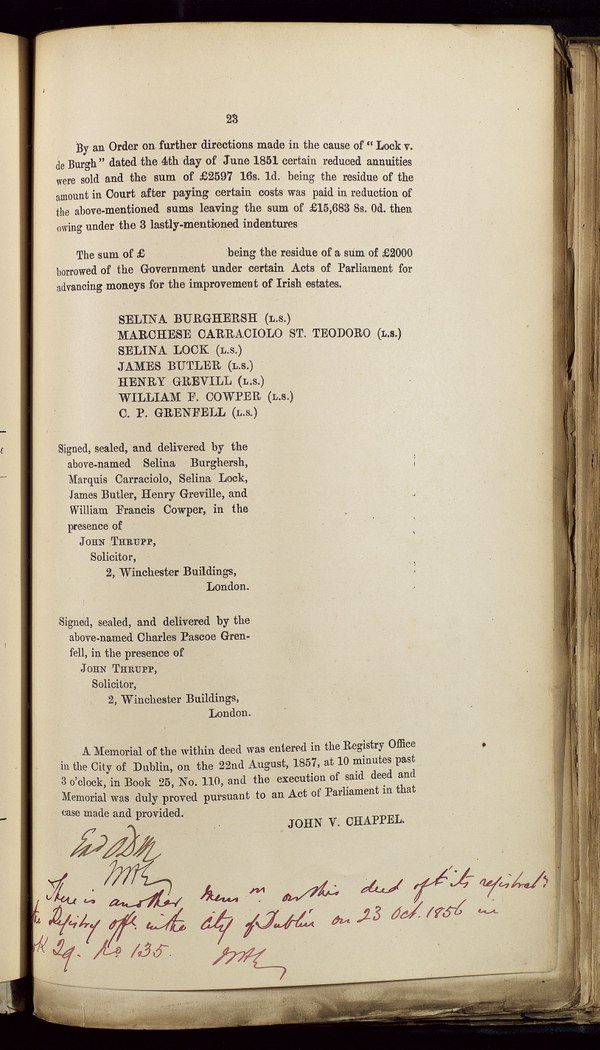 23
By an Order on further directions made in the cause of “ Lock v.
de Burgh ” dated the 4th day of June 1851 certain reduced annuities
were sold and the sum of £2597 16s. 1d. being the residue of the
amount in Court after paying certain costs was paid in reduction of
the above-mentioned sums leaving the sum of £15,683 8s. 0d. then
owing under the 3 lastly-mentioned indentures
The sum of £ being the residue of a sum of £2000
borrowed of the Government under certain Acts of Parliament for
advancing moneys for the improvement of Irish estates.
SELINA BURGHERSH (L.S.)
MARCHESE CARRACIOLO ST. TEODORO (L.S.)
SELINA LOCK (L.S.)
JAMES BUTLER (L.S.)
HENRY GREVILL (L.S.)
WILLIAM F. COWPER (L.S.)
C. P. GRENFELL (L.S.)
Signed, sealed, and delivered by the
above-named Selina Burghersh,
Marquis Carraciolo, Selina Lock,
James Butler, Henry Greville, and
William Francis Cowper, in the
presence of
JOHN THRUPP,
Solicitor,
2, Winchester Buildings,
London.
Signed, sealed, and delivered by the
above-named Charles Pascoe Gren-
fell, in the presence of
JOHN THRUPP,
Solicitor,
2, Winchester Buildings,
London.
A Memorial of the within deed was entered in the Registry Office
in the City of Dublin, on the 22nd August, 1857, at 10 minutes past
3 o'clock, in Book 25, No. 110, and the execution of said deed and
Memorial was duly proved pursuant to an Act of Parliament in that
case made and provided.
JOHN V. CHAPPEL.
There is another Mem on this deed of its
Registry off. in the City of Dublin on 23 Oct. 1856 in
29. No 135.